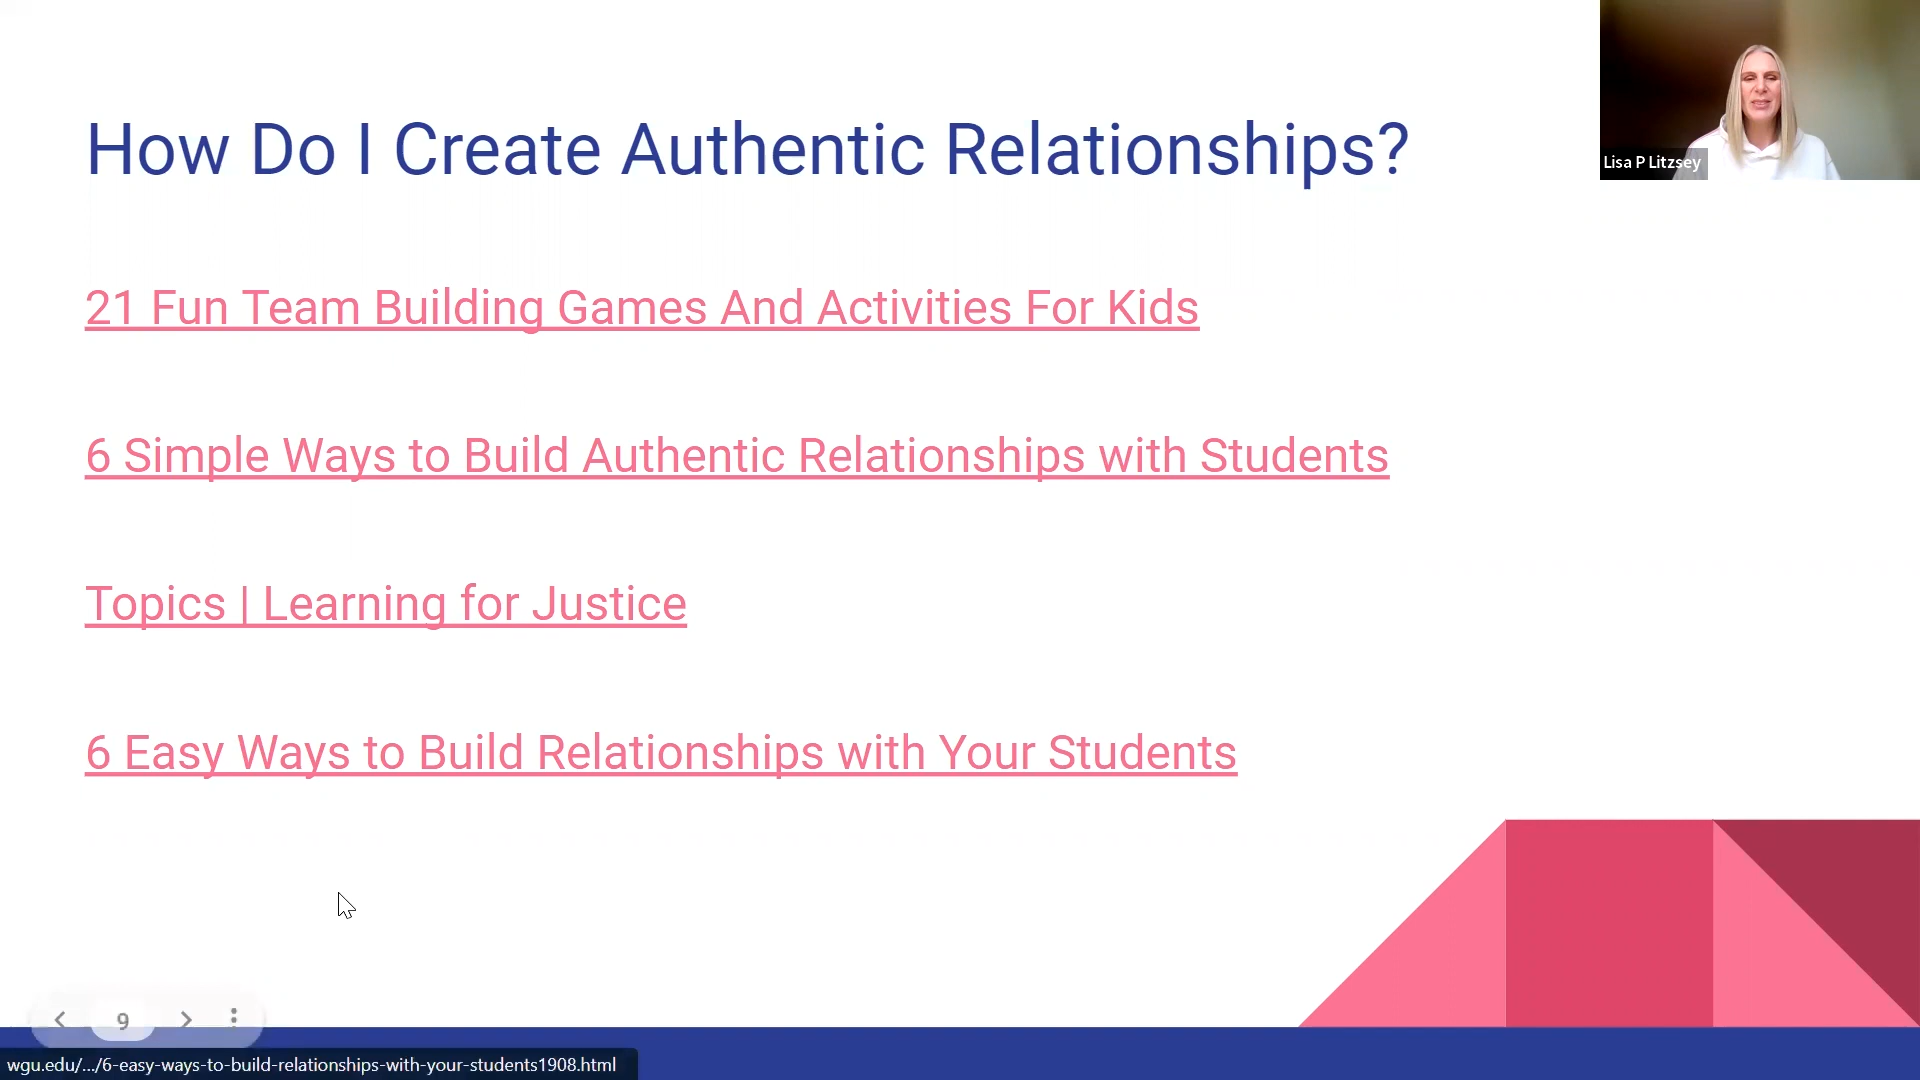 How Do I Create Authentic Relationships?
Lisa P Litzsey
21 Fun Team Building Games And Activities For Kids
6 Simple Ways to Build Authentic Relationships with Students
Topics | Learning for Justice
6 Easy Ways to Build Relationships with Your Students
9
wgu.edu/.../6-easy-ways-to-build-relationships-with-your-students1908.html